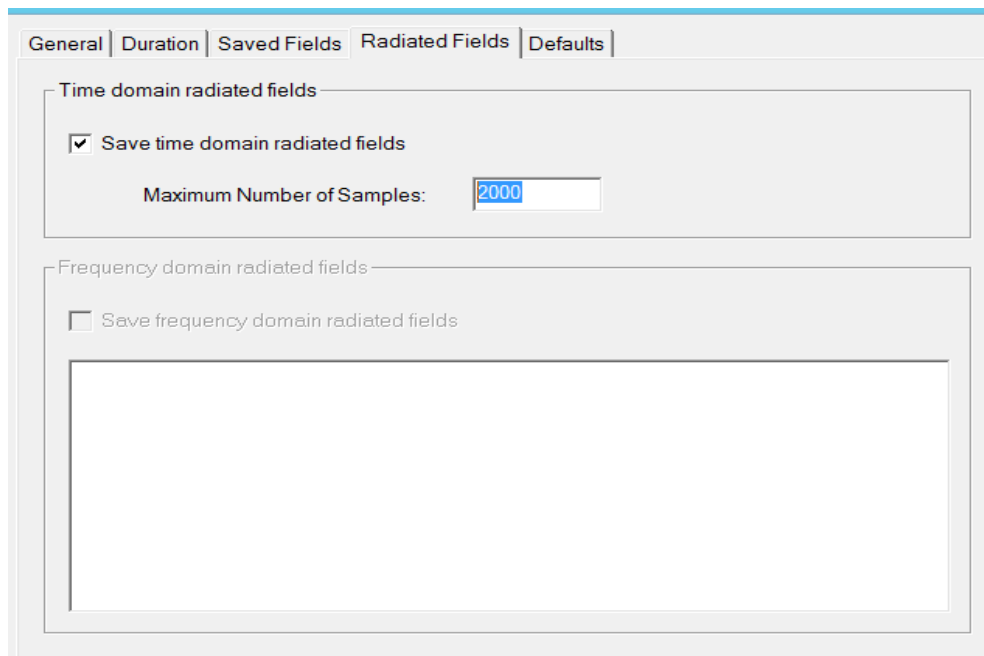 General Duration Saved Fields Radiated Fields Defaults
Time domain radiated fields
Save time domain radiated fields
Maximum Number of Samples: 2000
Frequency domain radiated fields
Save frequency domain radiated fields